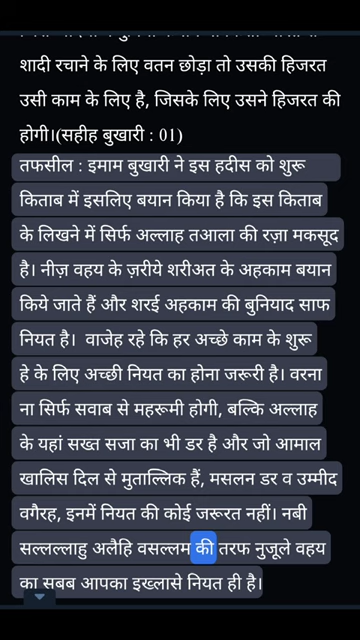 शादी रचाने के लिए वतन छोड़ा तो उसकी हिजरत
उसी काम के लिए है, जिसके लिए उसने हिजरत की
होगी।(सहीह बुखारी : 01)
तफसील : इमाम बुखारी ने इस हदीस को शुरू
किताब में इसलिए बयान किया है कि इस किताब
के लिखने में सिर्फ अल्लाह तआला की रज़ा मकसूद
है। नीज़ वहय के ज़रीये शरीअत के अहकाम बयान
किये जाते हैं और शरई अहकाम की बुनियाद साफ
नियत है।  वाजेह रहे कि हर अच्छे काम के शुरू
हे के लिए अच्छी नियत का होना जरूरी है। वरना
ना सिर्फ सवाब से महरूमी होगी, बल्कि अल्लाह
के यहां सख्त सजा का भी डर है और जो आमाल
खालिस दिल से मुताल्लिक हैं, मसलन डर व उम्मीद
वगैरह, इनमें नियत की कोई जरूरत नहीं। नबी
सल्लल्लाहु अलैहि वसल्लम की तरफ नुजूले वहय
का सबब आपका इख्लासे नियत ही है।